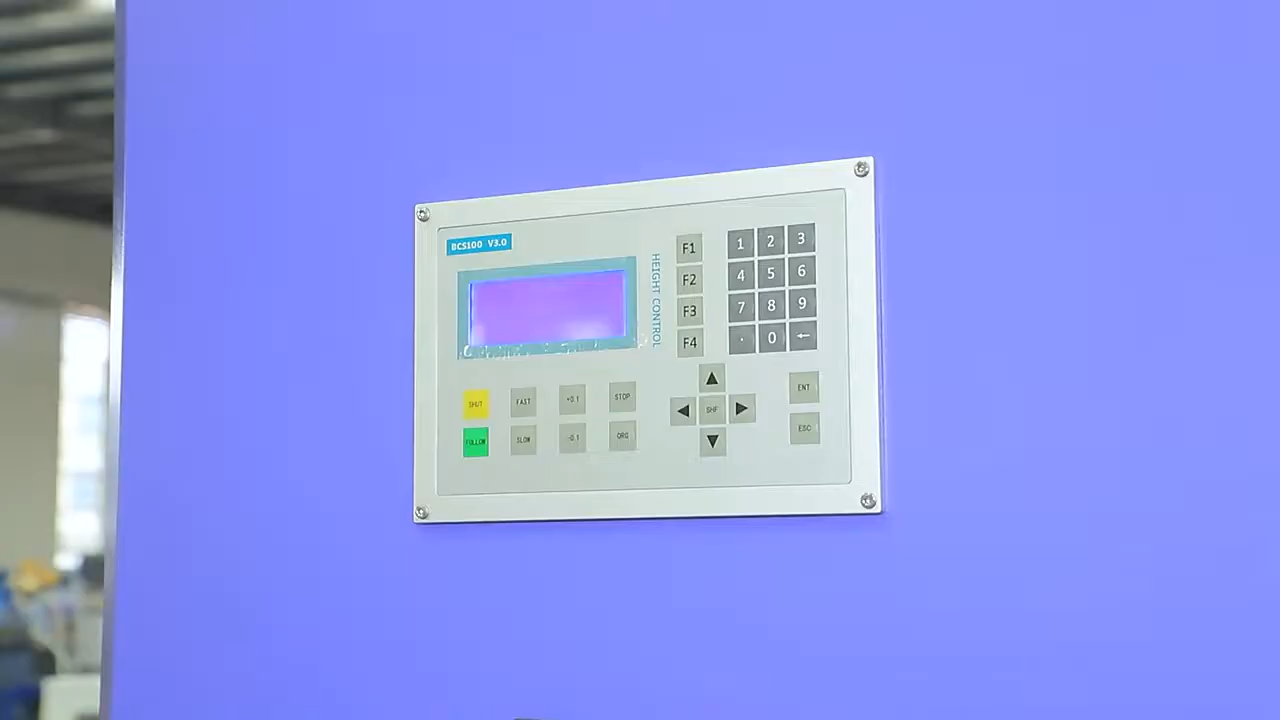 BCS100 V3.0
HEIGHT CONTROL
F1
F2
F3
F4
1 2 3
4 5 6
7 8 9
. 0 ←
SHUT FAST +0.1 STOP
FOLLOW SLOW -0.1 ORG
SHF
ENT
ESC